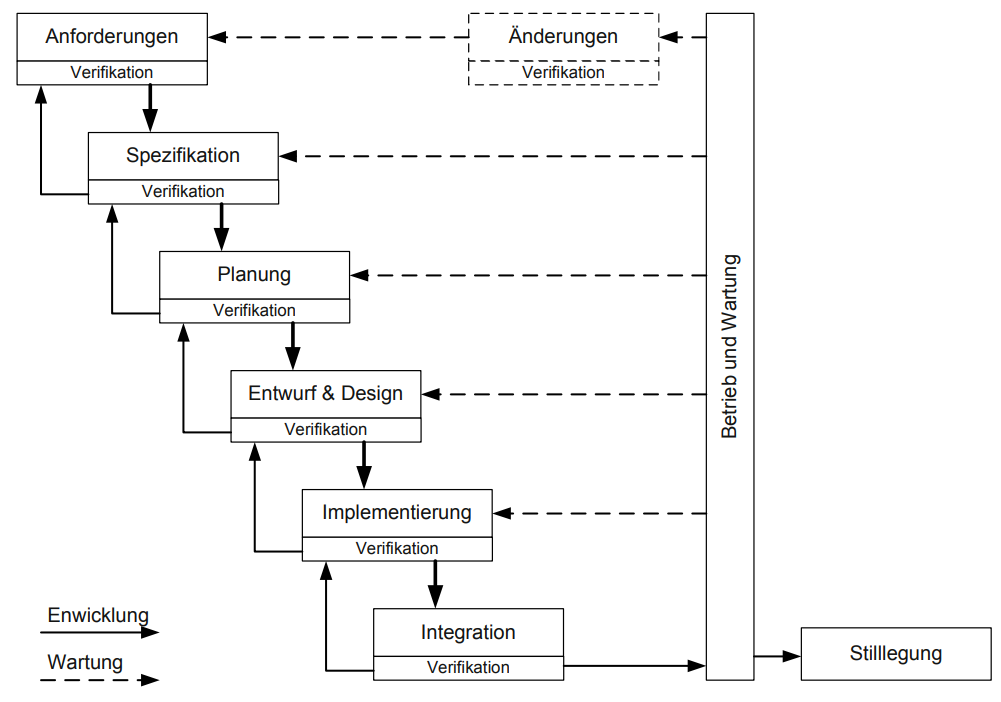 Anforderungen
Verifikation
Änderungen
Verifikation
Spezifikation
Verifikation
Planung
Verifikation
Entwurf & Design
Verifikation
Implementierung
Verifikation
Integration
Verifikation
Betrieb und Wartung
Stilllegung
Enwicklung
Wartung